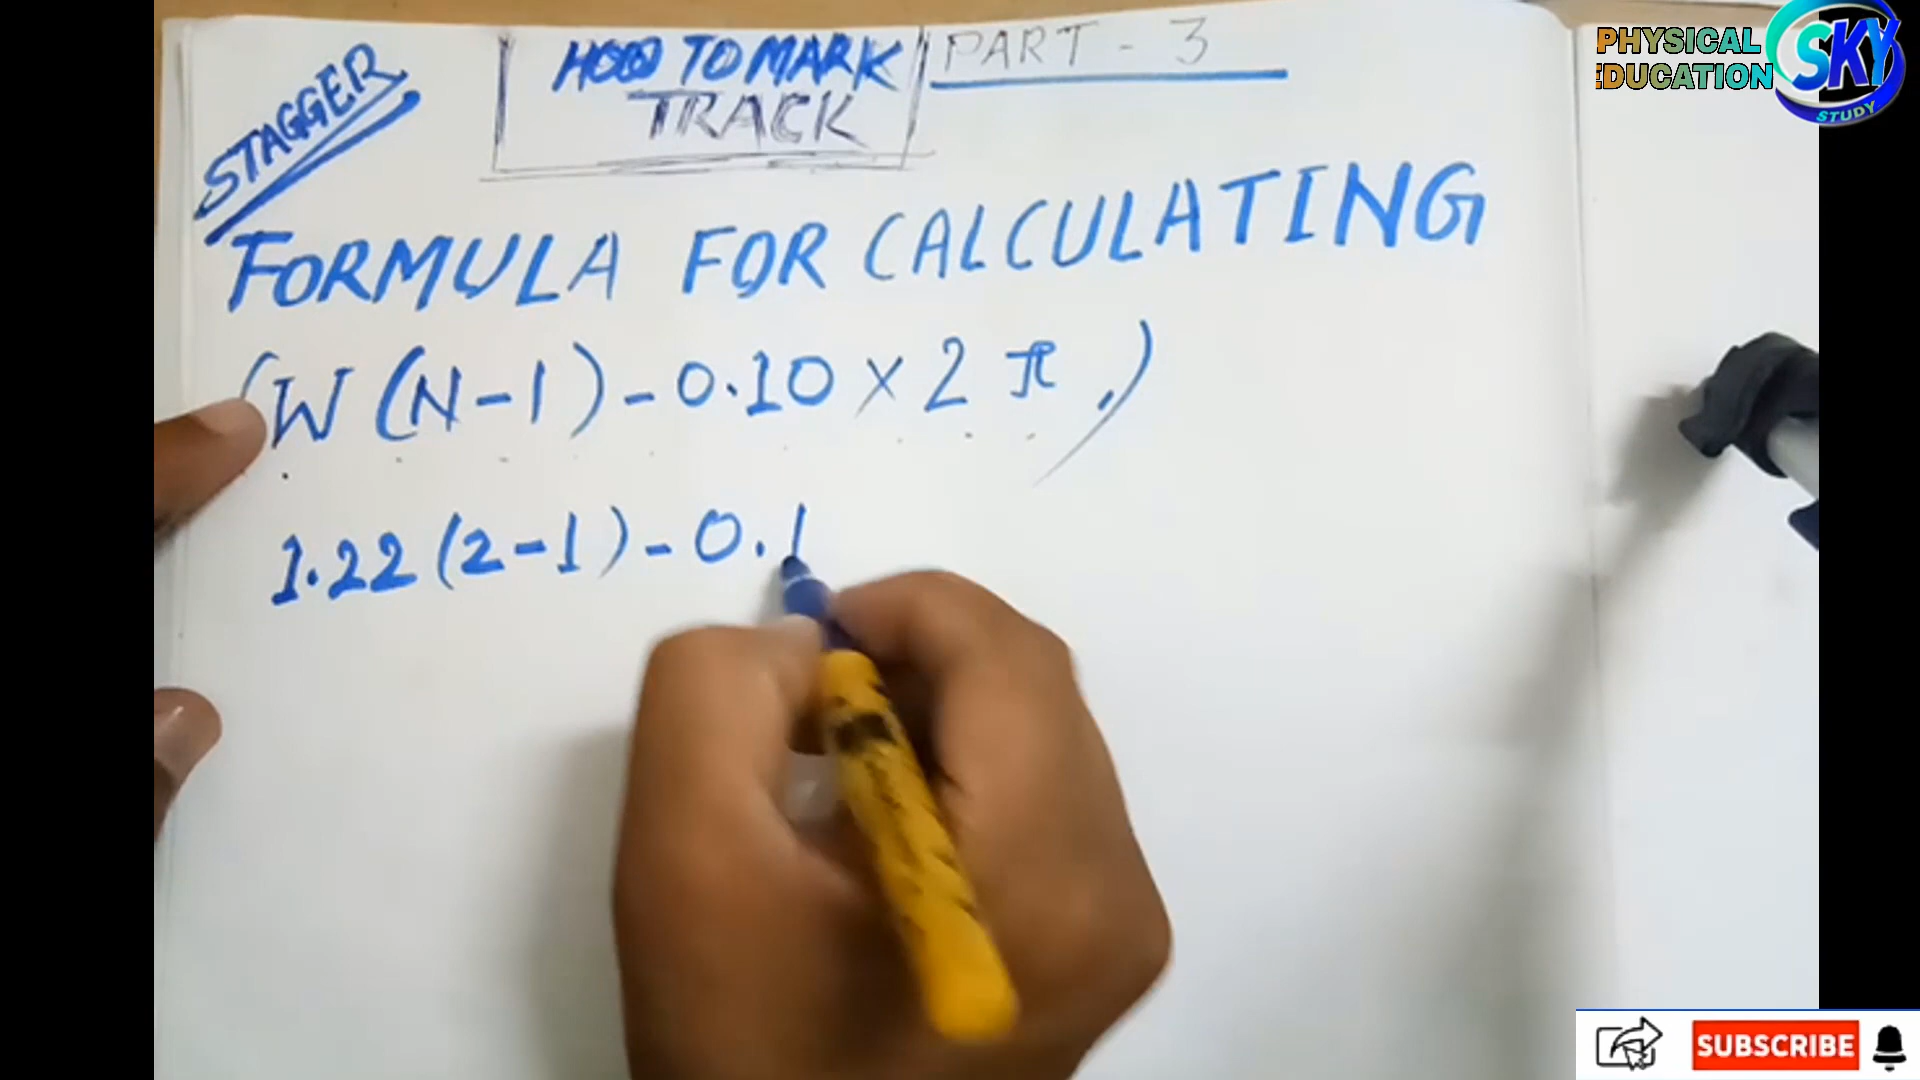 STAGGER
HOW TO MARK
TRACK
PART - 3
PHYSICAL
EDUCATION
SKY
STUDY
FORMULA FOR CALCULATING
(W (N-1) - 0.10 × 2 π,)
1.22 (2-1) - 0.1
SUBSCRIBE